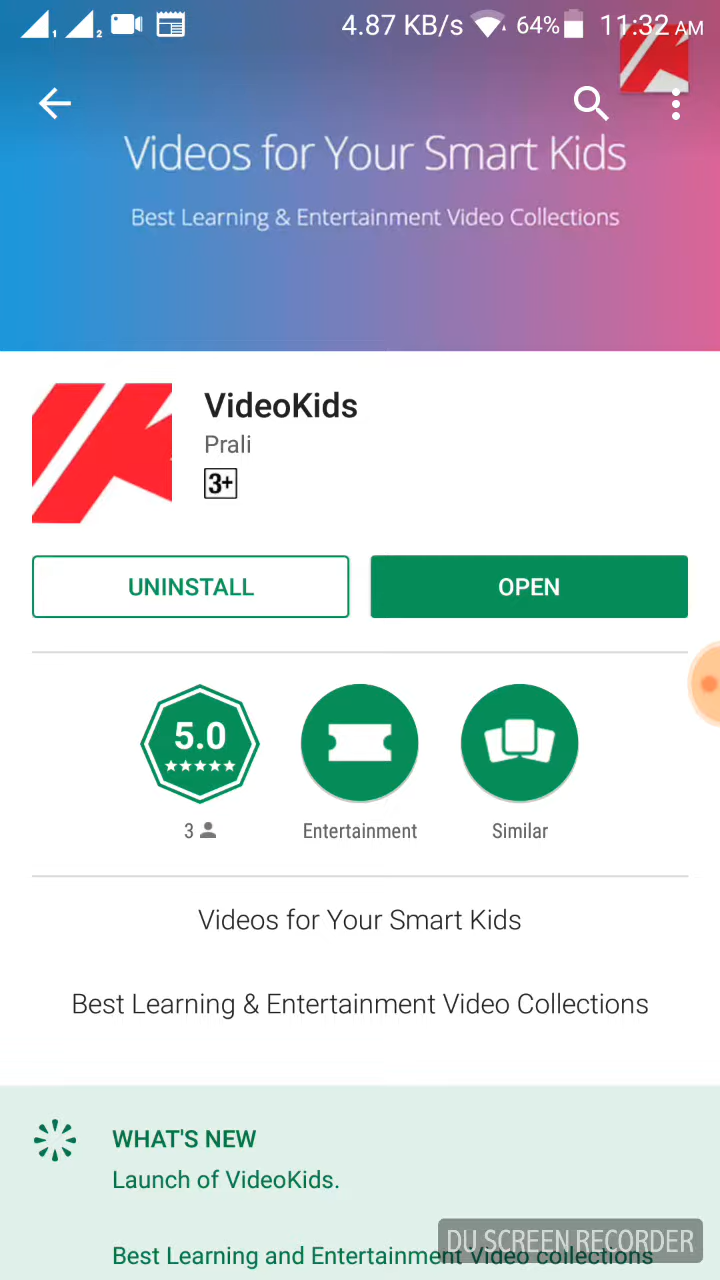 1 2 4.87 KB/s 64% 11:32 AM
Videos for Your Smart Kids
Best Learning & Entertainment Video Collections
VideoKids
Prali
3+
UNINSTALL OPEN
5.0
3 Entertainment Similar
Videos for Your Smart Kids
Best Learning & Entertainment Video Collections
WHAT'S NEW
Launch of VideoKids.
Best Learning and Entertainment Video collections
DU SCREEN RECORDER